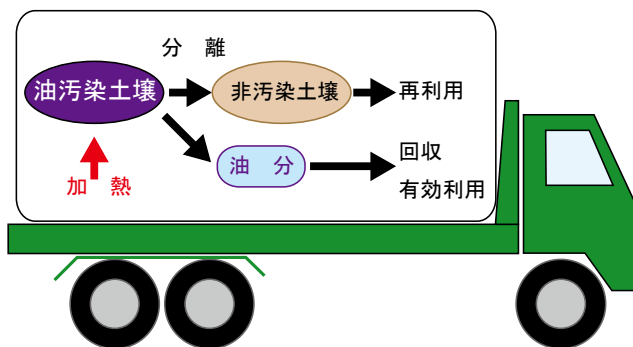 分　離
油汚染土壌
非汚染土壌
再利用
加　熱
油　分
回収
有効利用